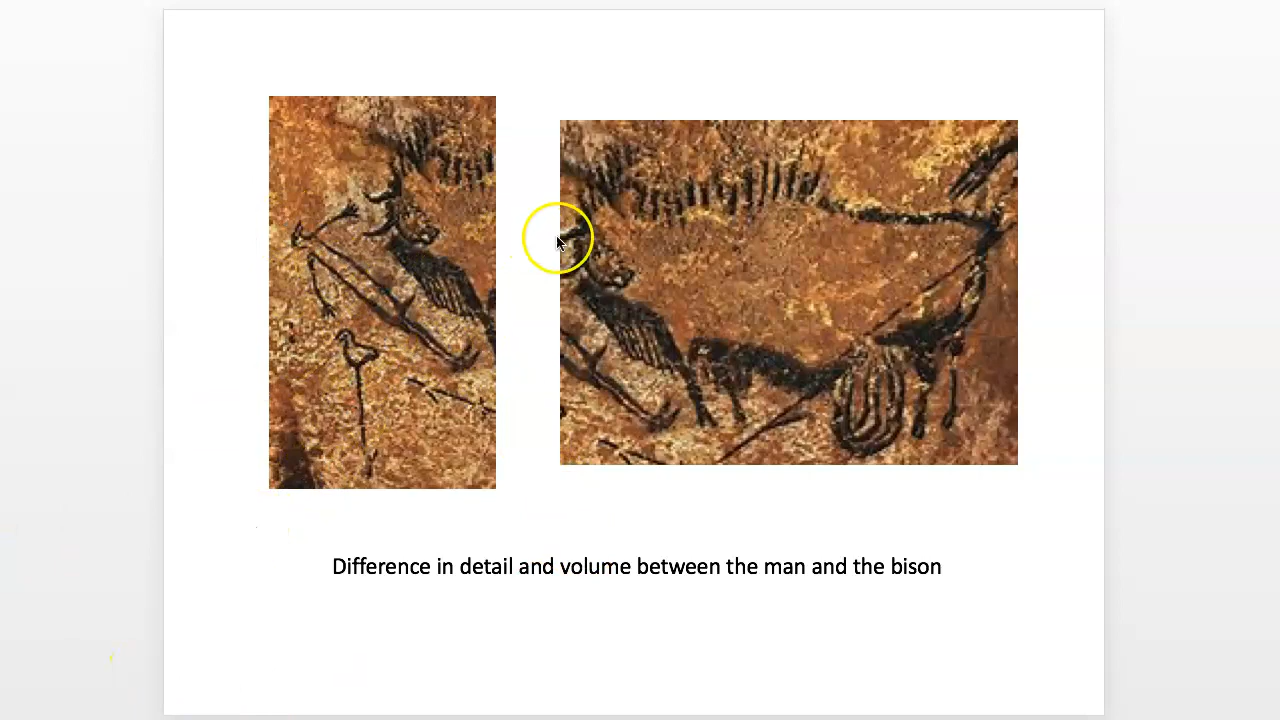 Difference in detail and volume between the man and the bison